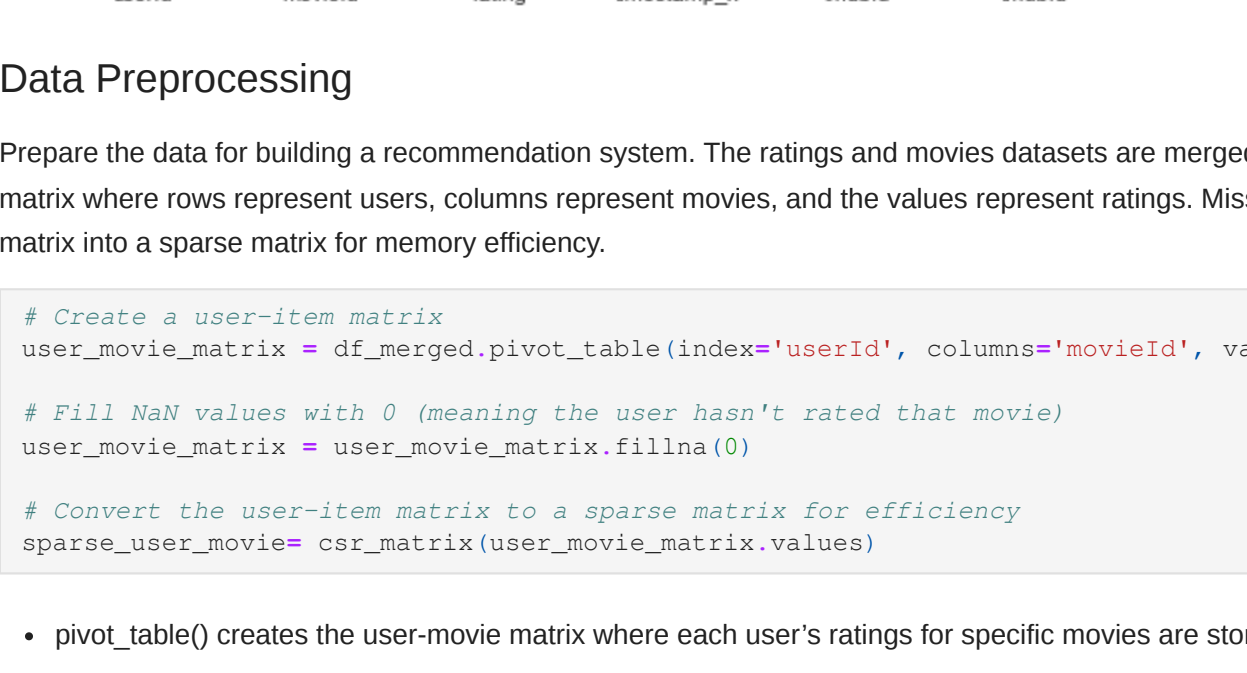 Data Preprocessing
Prepare the data for building a recommendation system. The ratings and movies datasets are merged
matrix where rows represent users, columns represent movies, and the values represent ratings. Miss
matrix into a sparse matrix for memory efficiency.
# Create a user-item matrix
user_movie_matrix = df_merged.pivot_table(index='userId', columns='movieId', va
# Fill NaN values with 0 (meaning the user hasn't rated that movie)
user_movie_matrix = user_movie_matrix.fillna(0)
# Convert the user-item matrix to a sparse matrix for efficiency
sparse_user_movie= csr_matrix(user_movie_matrix.values)
• pivot_table() creates the user-movie matrix where each user’s ratings for specific movies are stor